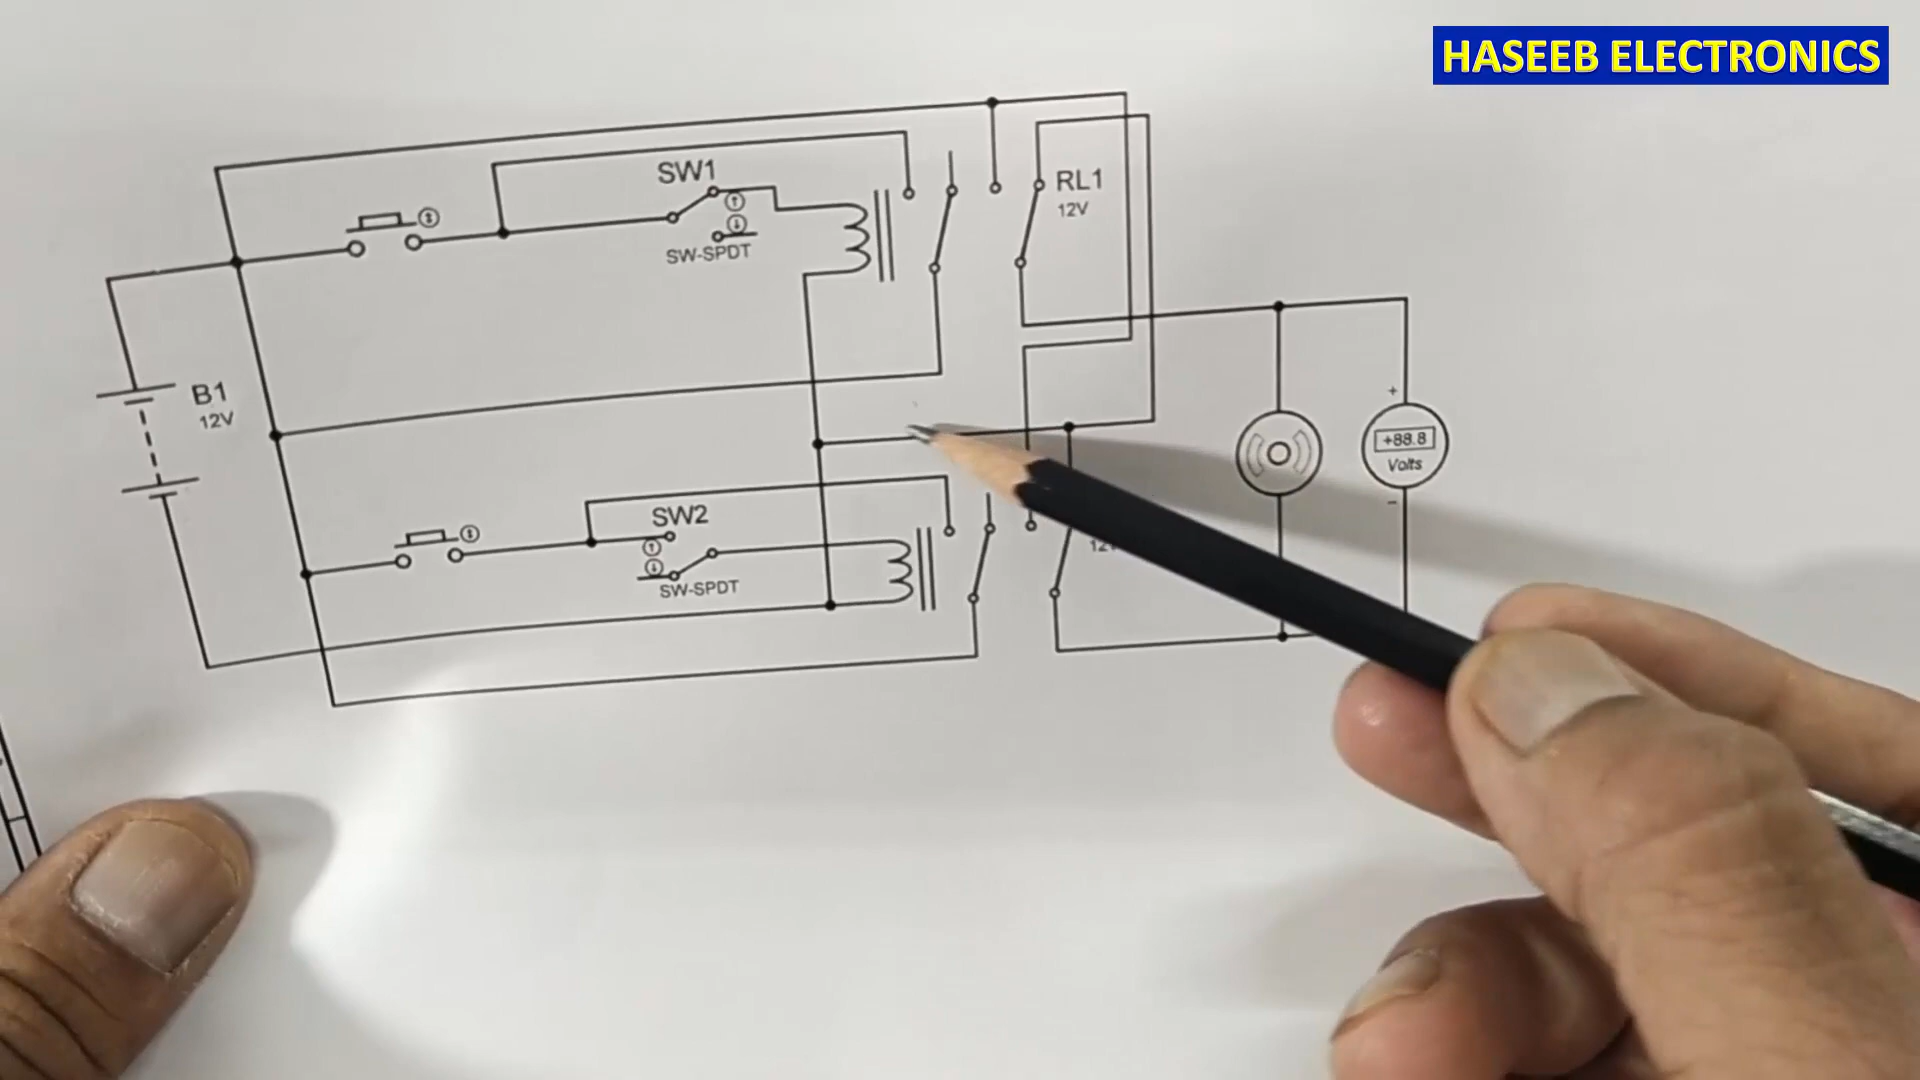 HASEEB ELECTRONICS
SW1
SW-SPDT
RL1
12V
B1
12V
+
+88.8
Volts
-
SW2
SW-SPDT